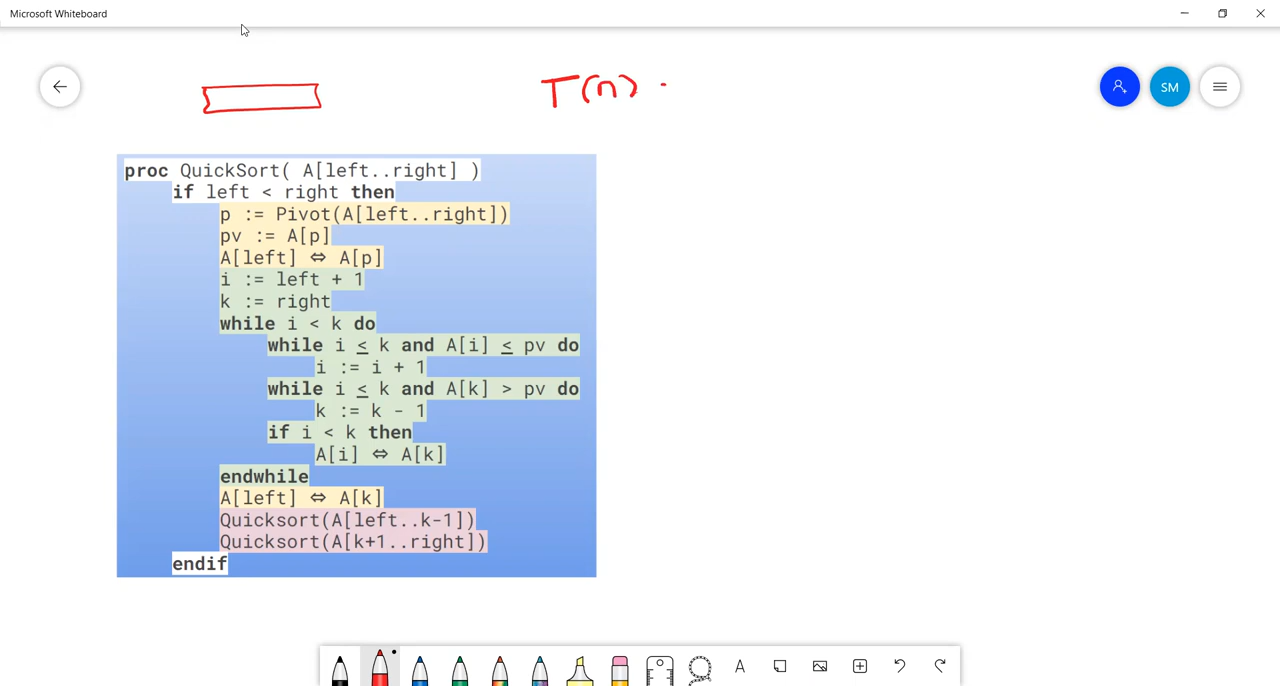 Microsoft Whiteboard
T(n)
SM
proc QuickSort( A[left..right] )
if left < right then
p := Pivot(A[left..right])
pv := A[p]
A[left] ⇔ A[p]
i := left + 1
k := right
while i < k do
while i ≤ k and A[i] ≤ pv do
i := i + 1
while i ≤ k and A[k] > pv do
k := k - 1
if i < k then
A[i] ⇔ A[k]
endwhile
A[left] ⇔ A[k]
Quicksort(A[left..k-1])
Quicksort(A[k+1..right])
endif
A